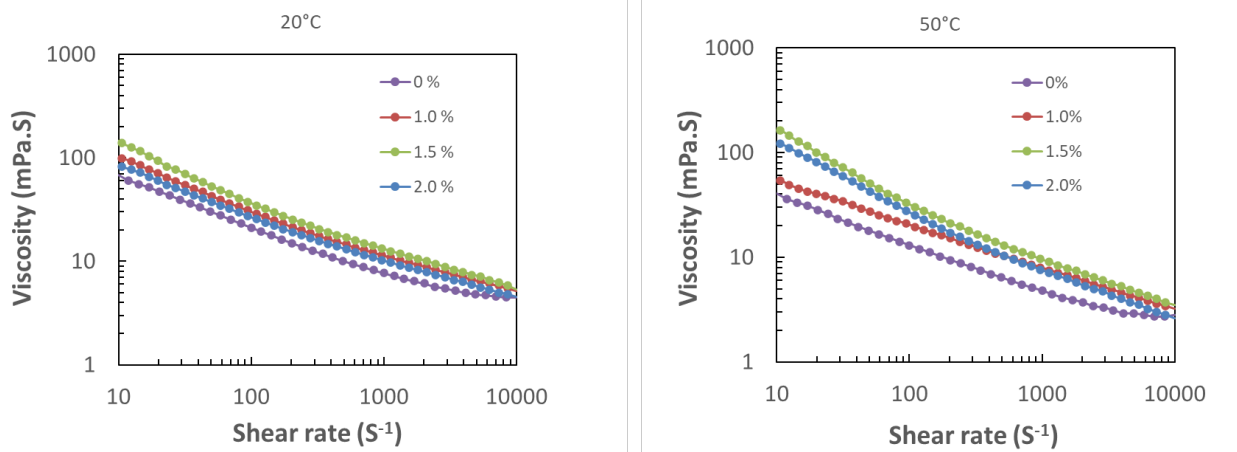 20°C
1000
100
10
1
Viscosity (mPa.S)
0 %
1.0 %
1.5 %
2.0 %
10 100 1000 10000
Shear rate (S-1)
50°C
1000
100
10
1
Viscosity (mPa.S)
0%
1.0%
1.5%
2.0%
10 100 1000 10000
Shear rate (S-1)